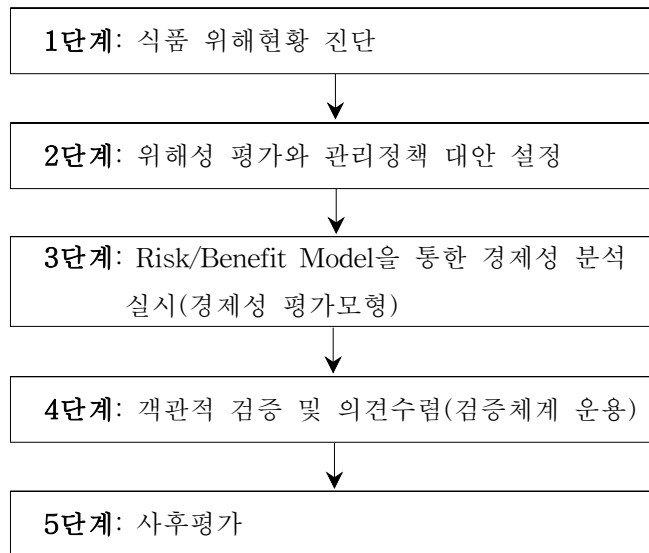 1단계: 식품 위해현황 진단
2단계: 위해성 평가와 관리정책 대안 설정
3단계: Risk/Benefit Model을 통한 경제성 분석
실시(경제성 평가모형)
4단계: 객관적 검증 및 의견수렴(검증체계 운용)
5단계: 사후평가